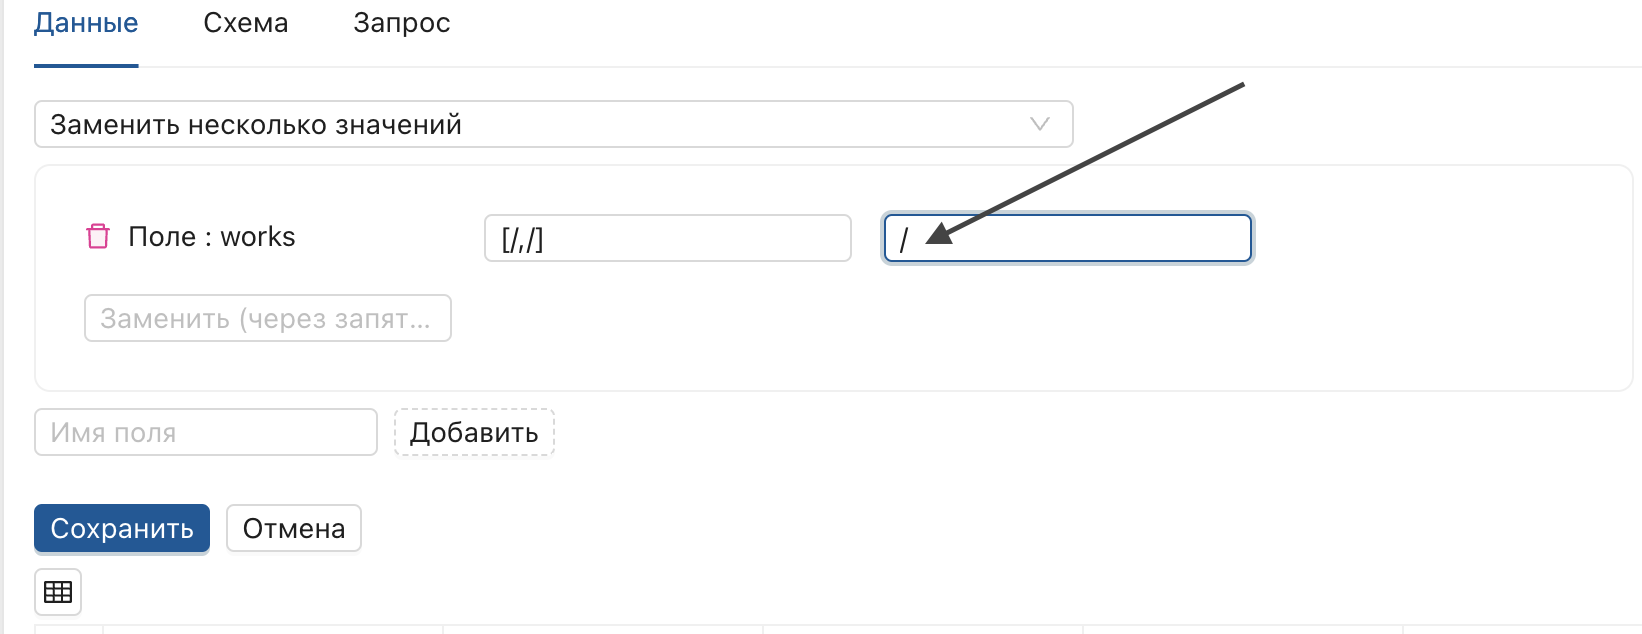 Данные Схема Запрос
Заменить несколько значений
Поле : works [/,/] /
Заменить (через запят...
Имя поля Добавить
Сохранить Отмена